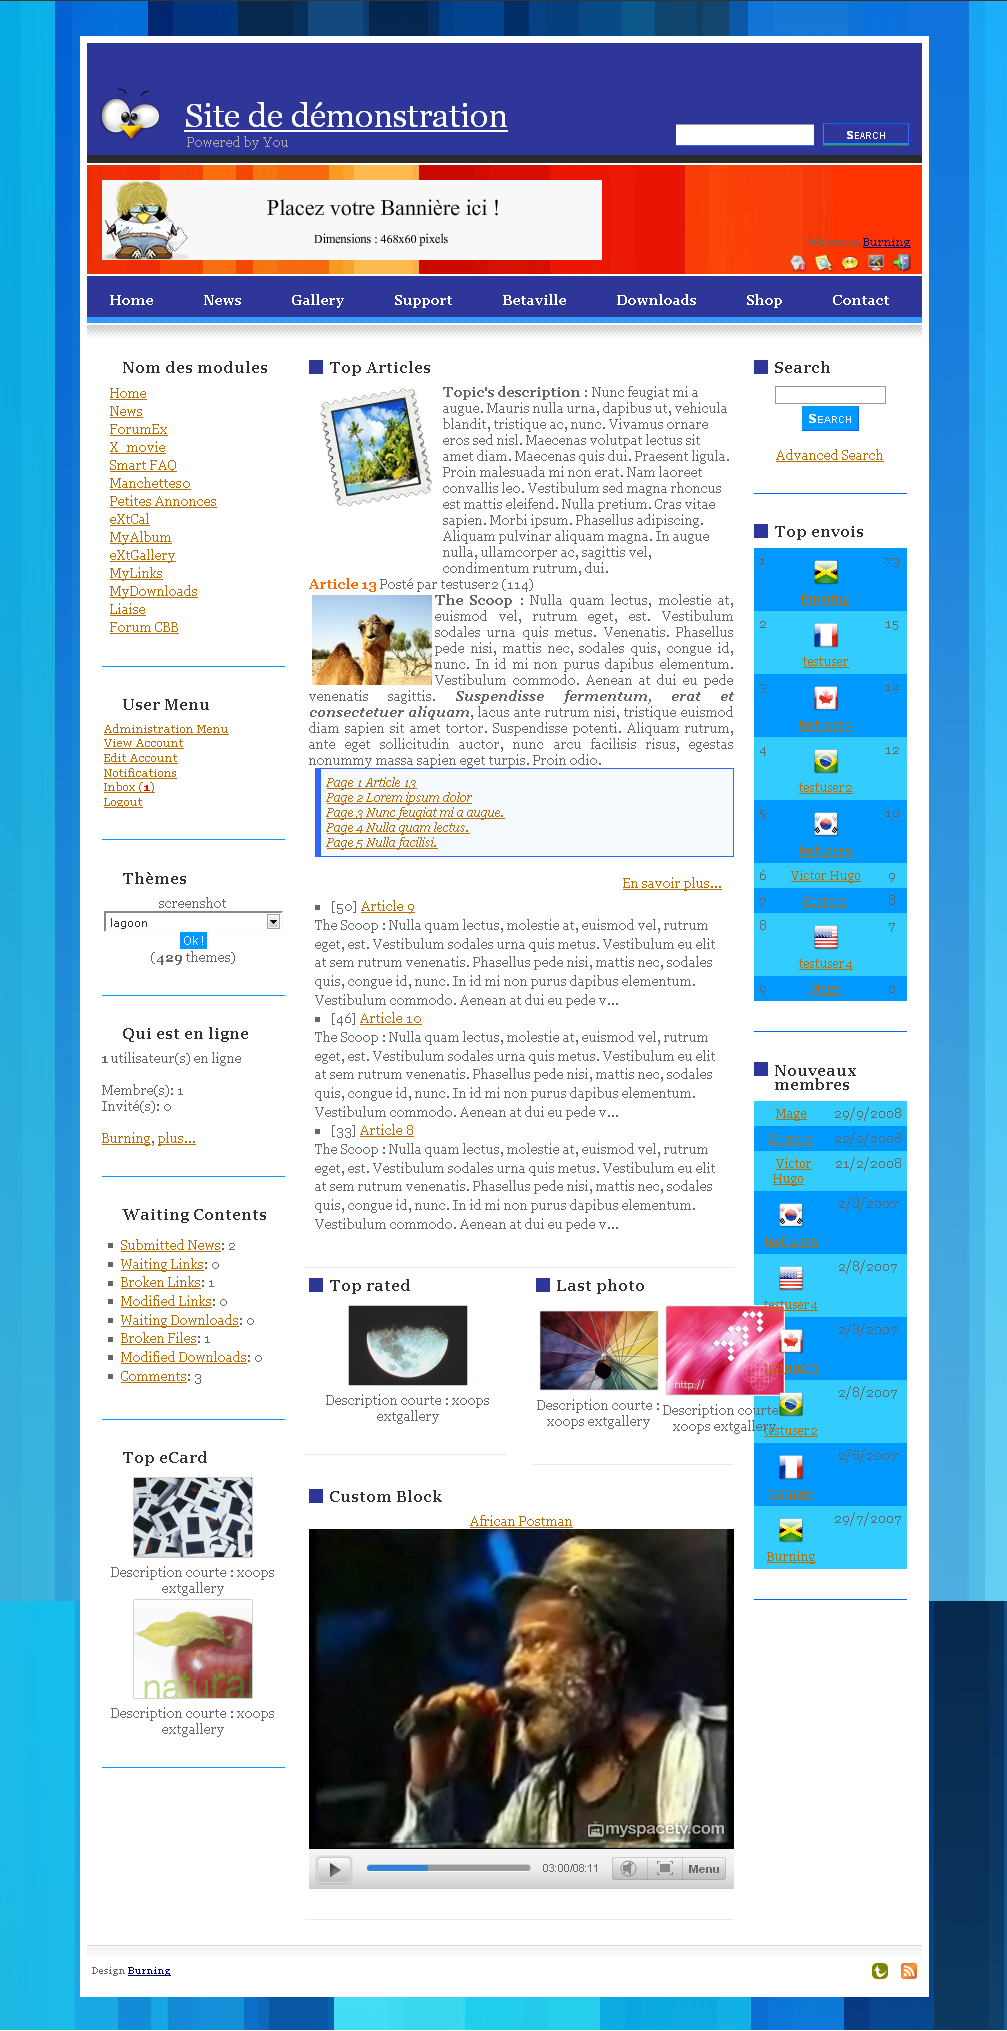 Site de démonstration
Powered by You
SEARCH
Placez votre Bannière ici !
Dimensions : 468x60 pixels
Welcome Burning
Home News Gallery Support Betaville Downloads Shop Contact
Nom des modules
Home
News
ForumEx
X_movie
Smart FAQ
Manchettes0
Petites Annonces
eXtCal
MyAlbum
eXtGallery
MyLinks
MyDownloads
Liaise
Forum CBB
User Menu
Administration Menu
View Account
Edit Account
Notifications
Inbox (1)
Logout
Thèmes
screenshot
lagoon
Ok !
(429 themes)
Qui est en ligne
1 utilisateur(s) en ligne
Membre(s): 1
Invité(s): 0
Burning, plus...
Waiting Contents
Submitted News: 2
Waiting Links: 0
Broken Links: 1
Modified Links: 0
Waiting Downloads: 0
Broken Files: 1
Modified Downloads: 0
Comments: 3
Top eCard
Description courte : xoops
extgallery
natural
Description courte : xoops
extgallery
Top Articles
Topic's description : Nunc feugiat mi a
augue. Mauris nulla urna, dapibus ut, vehicula
blandit, tristique ac, nunc. Vivamus ornare
eros sed nisl. Maecenas volutpat lectus sit
amet diam. Maecenas quis dui. Praesent ligula.
Proin malesuada mi non erat. Nam laoreet
convallis leo. Vestibulum sed magna rhoncus
est mattis eleifend. Nulla pretium. Cras vitae
sapien. Morbi ipsum. Phasellus adipiscing.
Aliquam pulvinar aliquam magna. In augue
nulla, ullamcorper ac, sagittis vel,
condimentum rutrum, dui.
Article 13 Posté par testuser2 (114)
The Scoop : Nulla quam lectus, molestie at,
euismod vel, rutrum eget, est. Vestibulum
sodales urna quis metus. Venenatis. Phasellus
pede nisi, mattis nec, sodales quis, congue id,
nunc. In id mi non purus dapibus elementum.
Vestibulum commodo. Aenean at dui eu pede
venenatis sagittis. Suspendisse fermentum, erat et
consectetuer aliquam, lacus ante rutrum nisi, tristique euismod
diam sapien sit amet tortor. Suspendisse potenti. Aliquam rutrum,
ante eget sollicitudin auctor, nunc arcu facilisis risus, egestas
nonummy massa sapien eget turpis. Proin odio.
Page 1 Article 13
Page 2 Lorem ipsum dolor
Page 3 Nunc feugiat mi a augue.
Page 4 Nulla quam lectus.
Page 5 Nulla facilisi.
En savoir plus...
[50] Article 9
The Scoop : Nulla quam lectus, molestie at, euismod vel, rutrum
eget, est. Vestibulum sodales urna quis metus. Vestibulum eu elit
at sem rutrum venenatis. Phasellus pede nisi, mattis nec, sodales
quis, congue id, nunc. In id mi non purus dapibus elementum.
Vestibulum commodo. Aenean at dui eu pede v...
[46] Article 10
The Scoop : Nulla quam lectus, molestie at, euismod vel, rutrum
eget, est. Vestibulum sodales urna quis metus. Vestibulum eu elit
at sem rutrum venenatis. Phasellus pede nisi, mattis nec, sodales
quis, congue id, nunc. In id mi non purus dapibus elementum.
Vestibulum commodo. Aenean at dui eu pede v...
[33] Article 8
The Scoop : Nulla quam lectus, molestie at, euismod vel, rutrum
eget, est. Vestibulum sodales urna quis metus. Vestibulum eu elit
at sem rutrum venenatis. Phasellus pede nisi, mattis nec, sodales
quis, congue id, nunc. In id mi non purus dapibus elementum.
Vestibulum commodo. Aenean at dui eu pede v...
Top rated
Description courte : xoops
extgallery
Last photo
Description courte :
xoops extgallery
http://
Description courte
xoops extgallery
Custom Block
African Postman
myspacetv.com
03:00/08:11
Menu
Search
SEARCH
Advanced Search
Top envois
1 73
Burning
2 15
testuser
3 14
4 12
testuser2
5 10
6 Victor Hugo 9
7 8
8 7
testuser4
9 0
Nouveaux
membres
Mage 29/9/2008
22/2/2008
Victor 21/2/2008
Hugo
2/8/2007
testuser5
2/8/2007
testuser4
2/8/2007
2/8/2007
testuser2
2/8/2007
testuser
29/7/2007
Burning
Design Burning